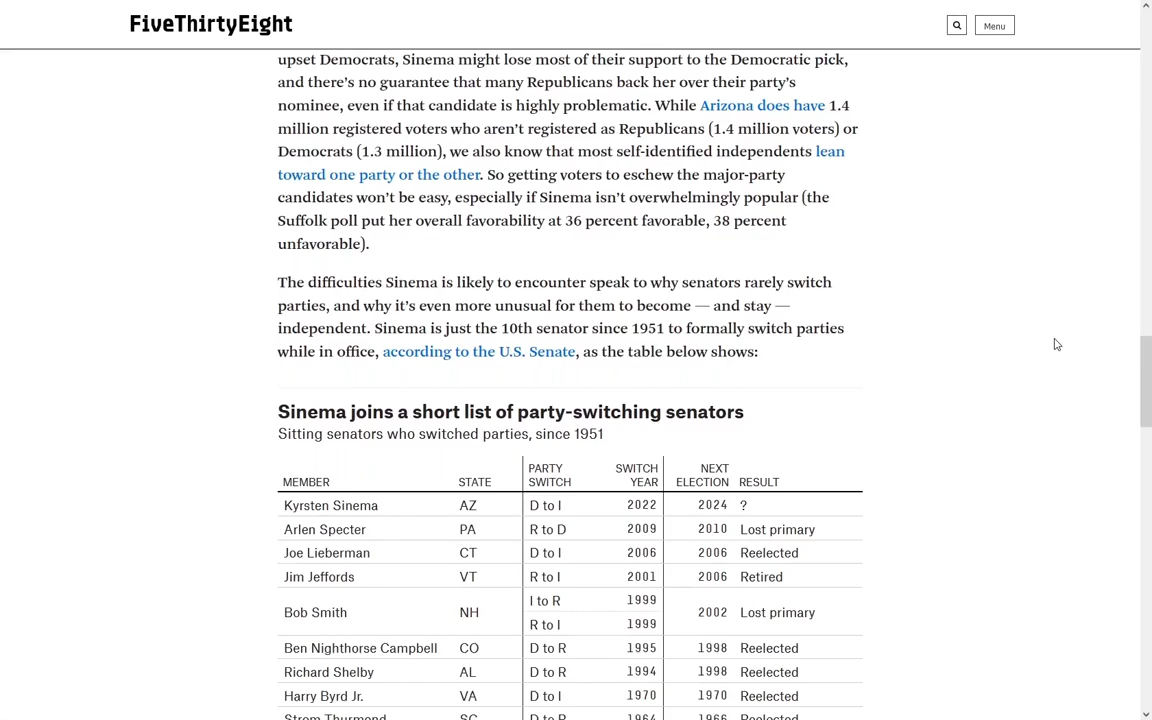 FiveThirtyEight
Menu
upset Democrats, Sinema might lose most of their support to the Democratic pick,
and there’s no guarantee that many Republicans back her over their party’s
nominee, even if that candidate is highly problematic. While Arizona does have 1.4
million registered voters who aren’t registered as Republicans (1.4 million voters) or
Democrats (1.3 million), we also know that most self-identified independents lean
toward one party or the other. So getting voters to eschew the major-party
candidates won’t be easy, especially if Sinema isn’t overwhelmingly popular (the
Suffolk poll put her overall favorability at 36 percent favorable, 38 percent
unfavorable).
The difficulties Sinema is likely to encounter speak to why senators rarely switch
parties, and why it’s even more unusual for them to become — and stay —
independent. Sinema is just the 10th senator since 1951 to formally switch parties
while in office, according to the U.S. Senate, as the table below shows:
Sinema joins a short list of party-switching senators
Sitting senators who switched parties, since 1951
MEMBER STATE PARTY SWITCH SWITCH YEAR NEXT ELECTION RESULT
Kyrsten Sinema AZ D to I 2022 2024 ?
Arlen Specter PA R to D 2009 2010 Lost primary
Joe Lieberman CT D to I 2006 2006 Reelected
Jim Jeffords VT R to I 2001 2006 Retired
Bob Smith NH I to R 1999 2002 Lost primary
R to I 1999
Ben Nighthorse Campbell CO D to R 1995 1998 Reelected
Richard Shelby AL D to R 1994 1998 Reelected
Harry Byrd Jr. VA D to I 1970 1970 Reelected
Strom Thurmond SC D to R 1964 1966 Reelected